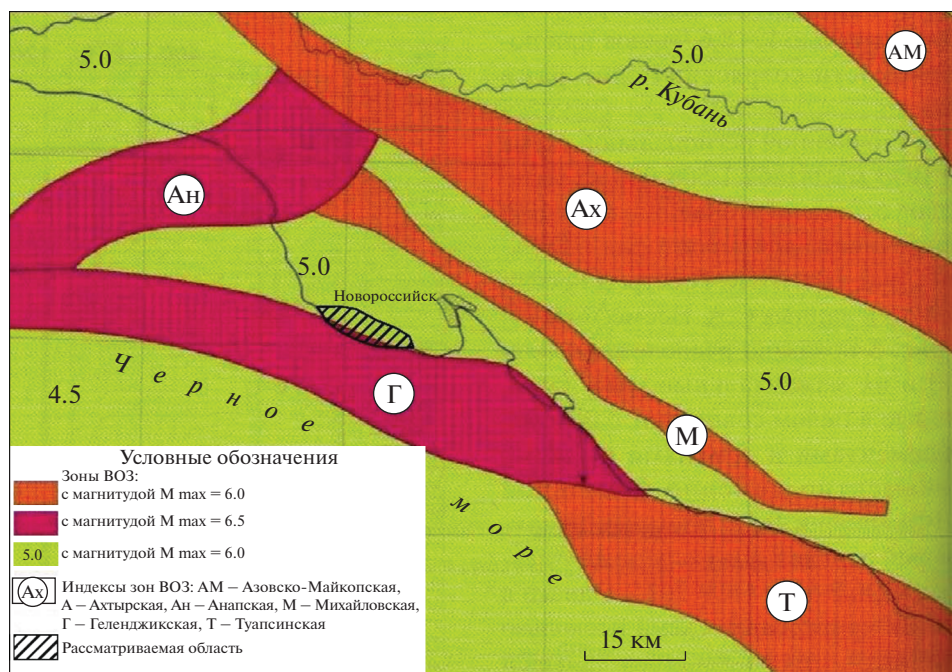 5.0
5.0
АМ
р. Кубань
Ан
Ах
5.0
Новороссийск
Черное
Г
5.0
4.5
М
море
Т
15 км
Условные обозначения
Зоны ВОЗ:
с магнитудой М max = 6.0
с магнитудой М max = 6.5
5.0 с магнитудой М max = 6.0
Ах Индексы зон ВОЗ: АМ – Азовско-Майкопская,
А – Ахтырская, Ан – Анапская, М – Михайловская,
Г – Геленджикская, Т – Туапсинская
Рассматриваемая область